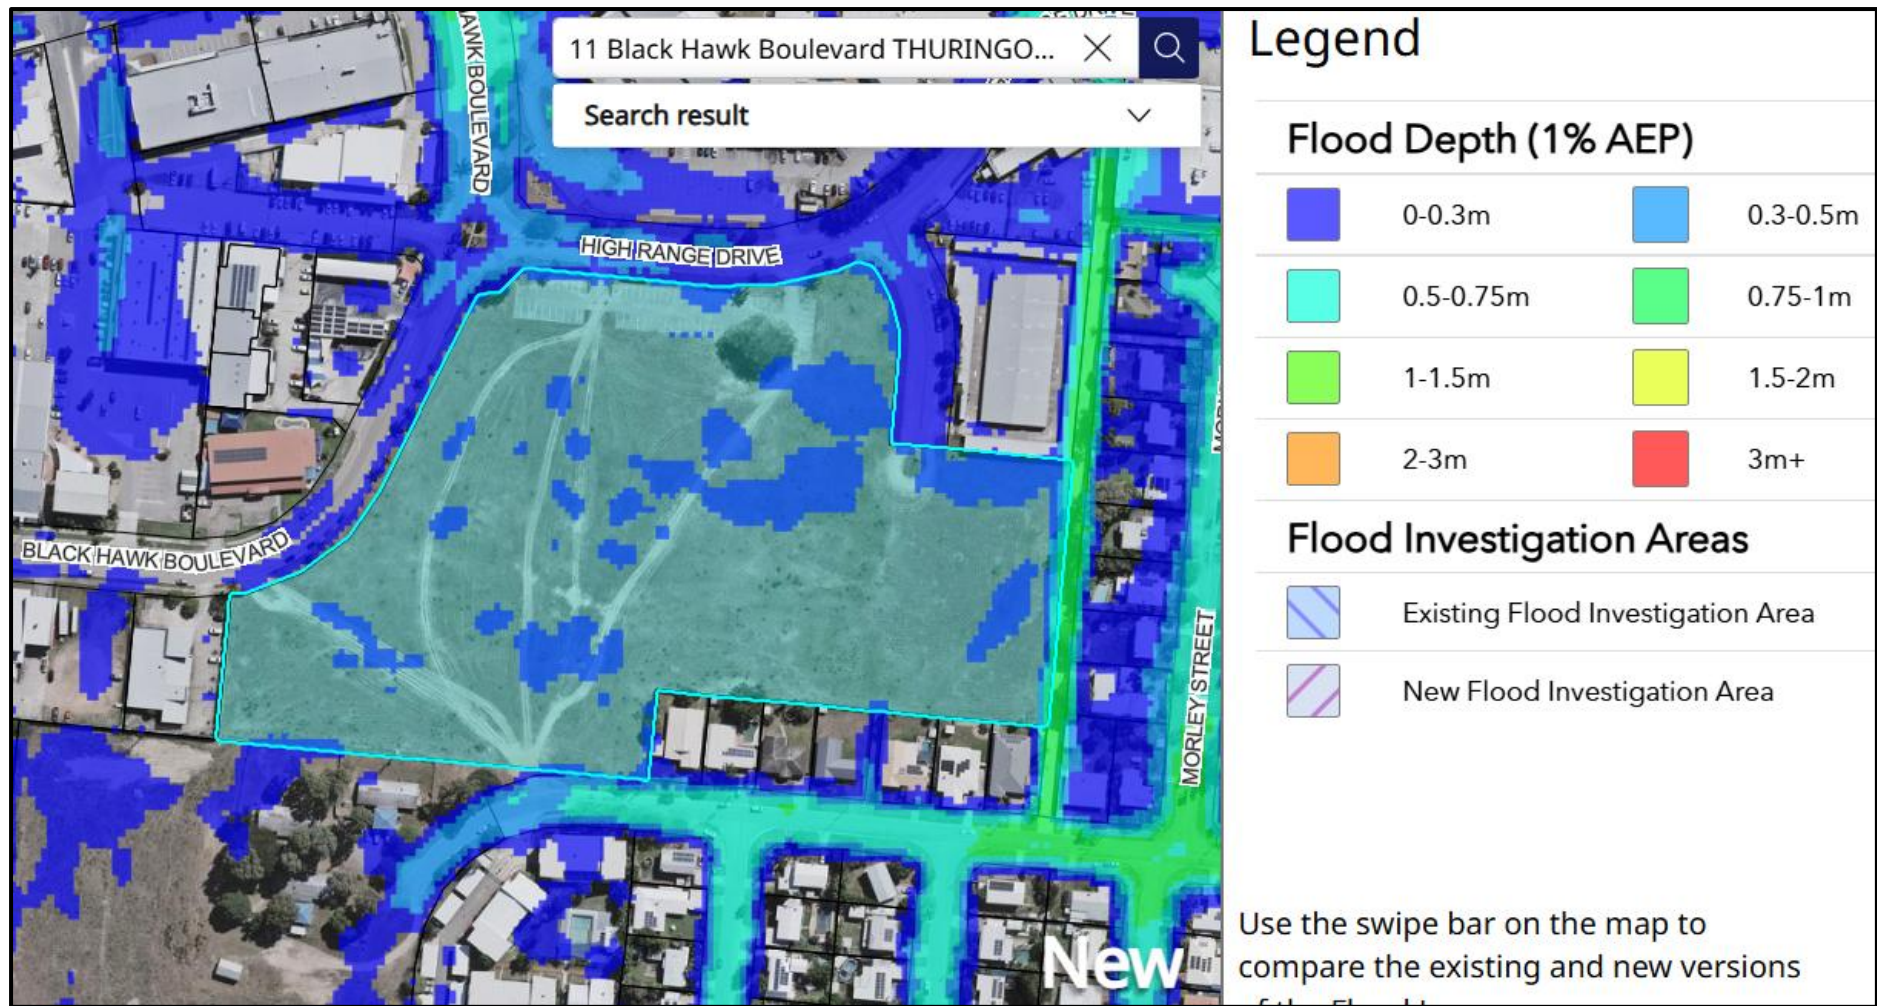 HAWK BOULEVARD
11 Black Hawk Boulevard THURINGO...
Search result
HIGH RANGE DRIVE
BLACK HAWK BOULEVARD
MORLEY STREET
New
Legend
Flood Depth (1% AEP)
0-0.3m
0.3-0.5m
0.5-0.75m
0.75-1m
1-1.5m
1.5-2m
2-3m
3m+
Flood Investigation Areas
Existing Flood Investigation Area
New Flood Investigation Area
Use the swipe bar on the map to
compare the existing and new versions